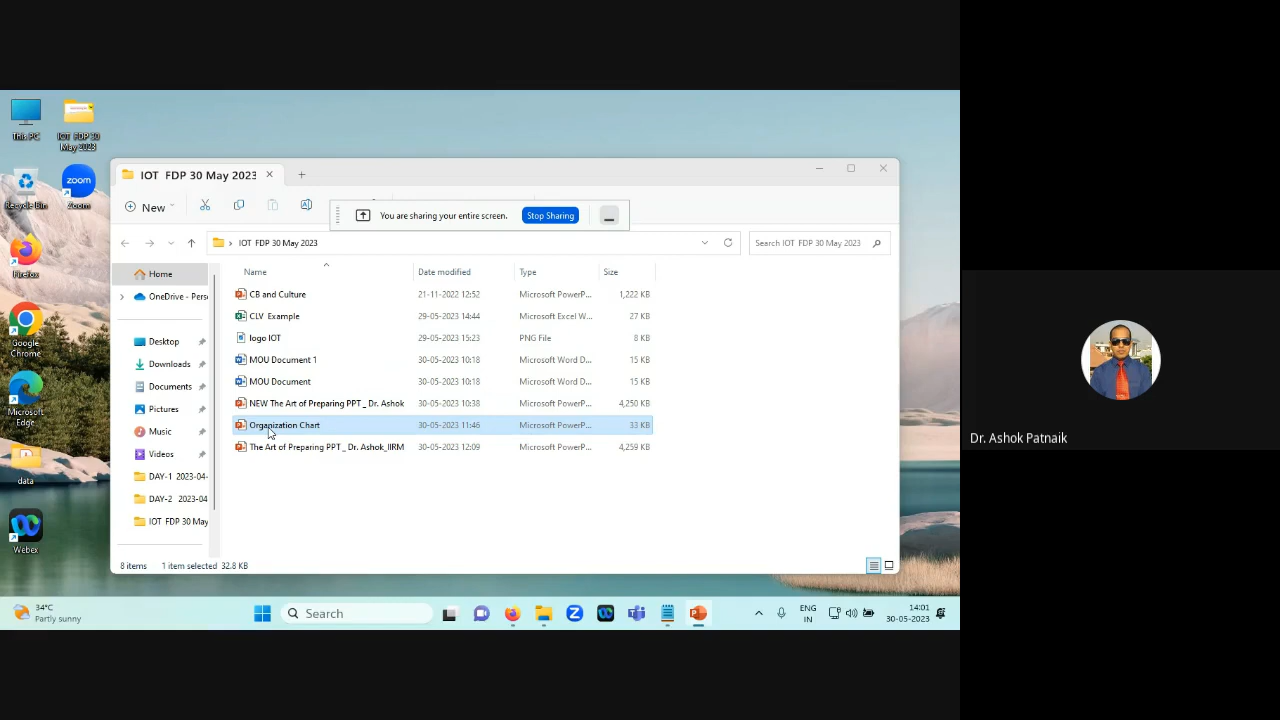 This PC
IOT FDP 30
May 2023
Recycle Bin
Zoom
zoom
Firefox
Google
Chrome
Microsoft
Edge
data
Webex
IOT FDP 30 May 2023
New
You are sharing your entire screen.
Stop Sharing
IOT FDP 30 May 2023
Search IOT FDP 30 May 2023
Home
OneDrive - Pers
Desktop
Downloads
Documents
Pictures
Music
Videos
DAY-1 2023-04-
DAY-2 2023-04
IOT FDP 30 May
Name Date modified Type Size
CB and Culture 21-11-2022 12:52 Microsoft PowerP... 1,222 KB
CLV Example 29-05-2023 14:44 Microsoft Excel W... 27 KB
logo IOT 29-05-2023 15:23 PNG File 8 KB
MOU Document 1 30-05-2023 10:18 Microsoft Word D... 15 KB
MOU Document 30-05-2023 10:18 Microsoft Word D... 15 KB
NEW The Art of Preparing PPT _ Dr. Ashok 30-05-2023 10:38 Microsoft PowerP... 4,250 KB
Organization Chart 30-05-2023 11:46 Microsoft PowerP... 33 KB
The Art of Preparing PPT _ Dr. Ashok_IIRM 30-05-2023 12:09 Microsoft PowerP... 4,259 KB
8 items 1 item selected 32.8 KB
34°C
Partly sunny
Search
ENG
IN
14:01
30-05-2023
Dr. Ashok Patnaik